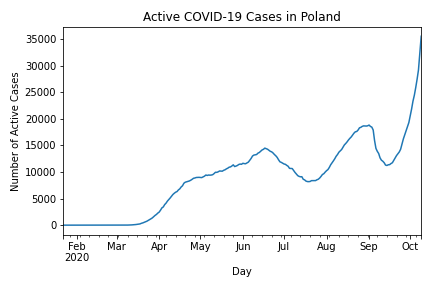 Active COVID-19 Cases in Poland
Number of Active Cases
35000
30000
25000
20000
15000
10000
5000
0
Feb Mar Apr May Jun Jul Aug Sep Oct
2020
Day